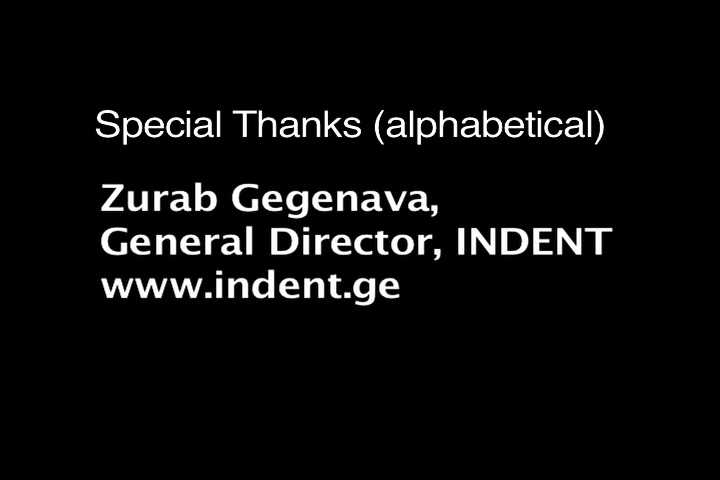 Special Thanks (alphabetical)
Zurab Gegenava,
General Director, INDENT
www.indent.ge